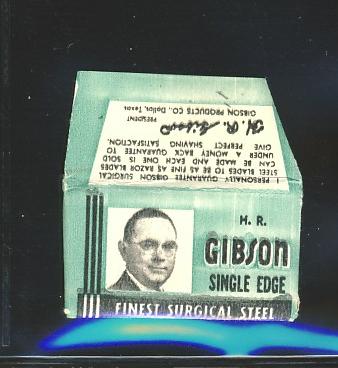 I PERSONALLY GUARANTEE GIBSON SURGICAL
STEEL BLADES TO BE AS FINE AS RAZOR BLADES
CAN BE MADE AND EACH AND EACH ONE IS SOLD
UNDER A MONEY BACK GUARANTEE TO
GIVE PERFECT SHAVING SATISFACTION.
H. R. Gibson
PRESIDENT
GIBSON PRODUCTS CO., Dallas, Texas
H. R.
GIBSON
SINGLE EDGE
FINEST SURGICAL STEEL